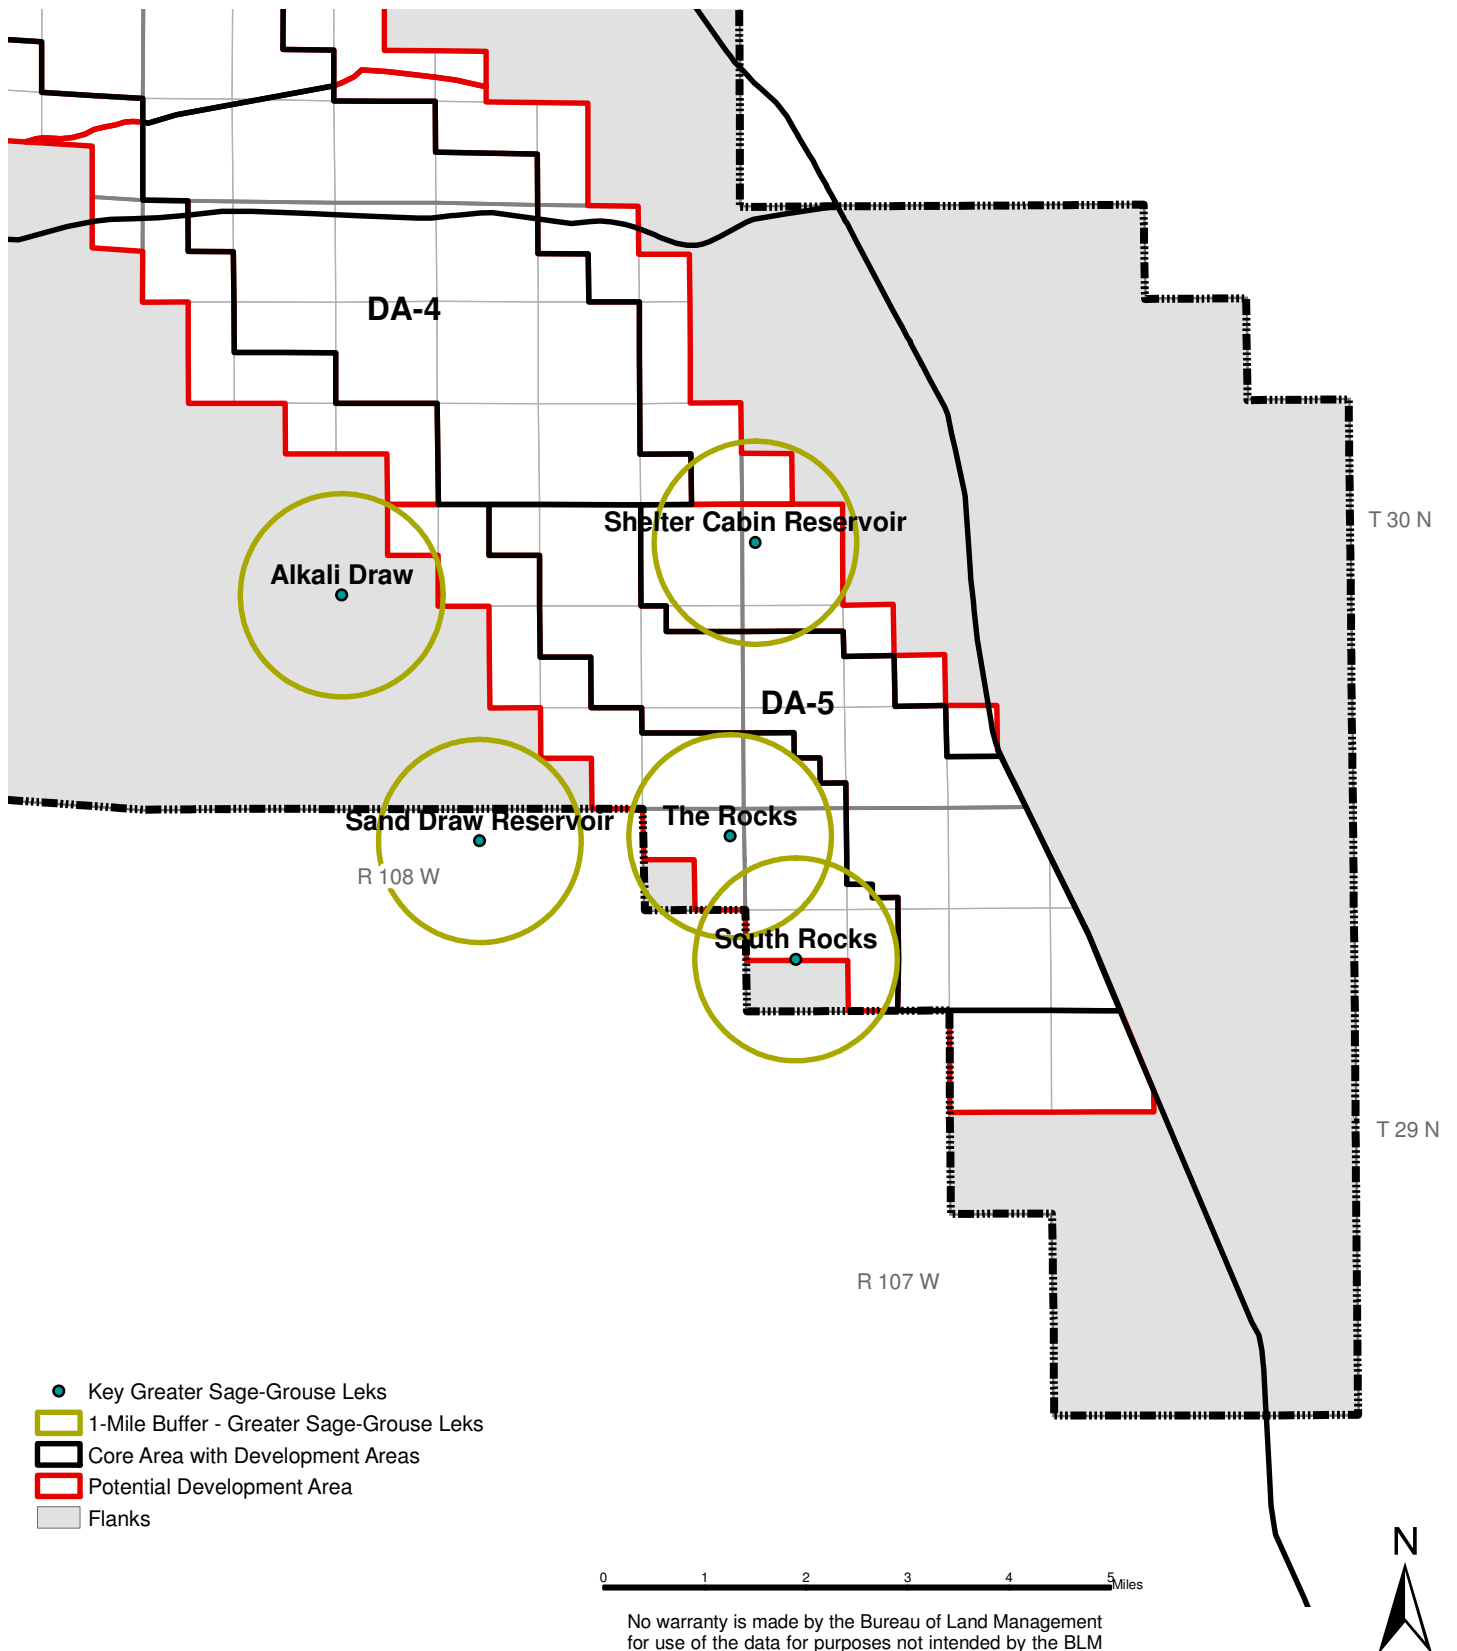 DA-4
T 30 N
Shelter Cabin Reservoir
Alkali Draw
DA-5
Sand Draw Reservoir
The Rocks
R 108 W
South Rocks
T 29 N
R 107 W
Key Greater Sage-Grouse Leks
1-Mile Buffer - Greater Sage-Grouse Leks
Core Area with Development Areas
Potential Development Area
Flanks
N
0 1 2 3 4 5 Miles
No warranty is made by the Bureau of Land Management
for use of the data for purposes not intended by the BLM